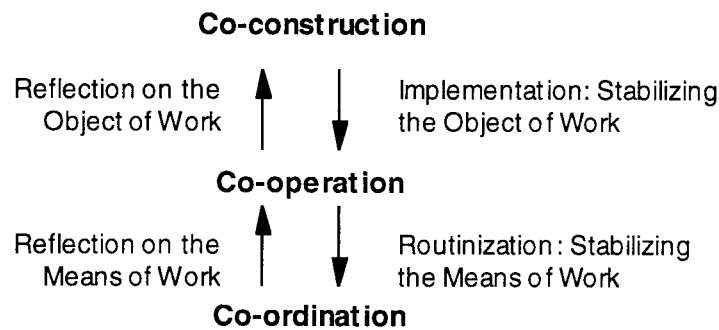 Co-construction
Reflection on the
Object of Work
Implementation: Stabilizing
the Object of Work
Co-operation
Reflection on the
Means of Work
Routinization: Stabilizing
the Means of Work
Co-ordination